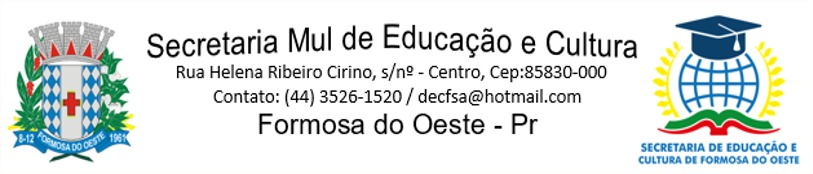 Secretaria Mul de Educação e Cultura
Rua Helena Ribeiro Cirino, s/nº - Centro, Cep:85830-000
Contato: (44) 3526-1520 / decfsa@hotmail.com
Formosa do Oeste - Pr
8-12 FORMOSA DO OESTE 1961
SECRETARIA DE EDUCAÇÃO E
CULTURA DE FORMOSA DO OESTE